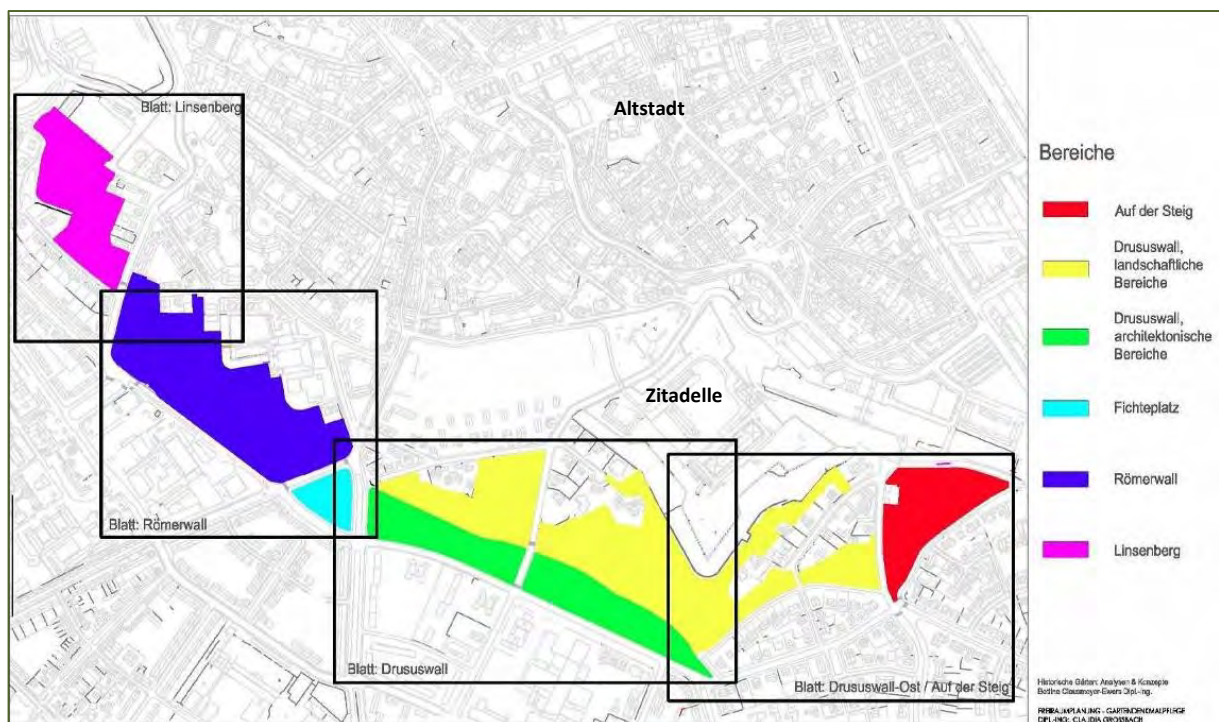 Blatt: Linsenberg
Altstadt
Zitadelle
Blatt: Römerwall
Blatt: Drususwall
Blatt: Drususwall-Ost / Auf der Steig
Bereiche
Auf der Steig
Drususwall,
landschaftliche
Bereiche
Drususwall,
architektonische
Bereiche
Fichteplatz
Römerwall
Linsenberg
Historische Gärten: Analysen & Konzepte
Bettina Clausmeyer-Ewers Dipl.-Ing.
FREIRAUMPLANUNG - GARTENDENKMALPFLEGE
DIPL.-ING. CLAUDIA GROSSBACH